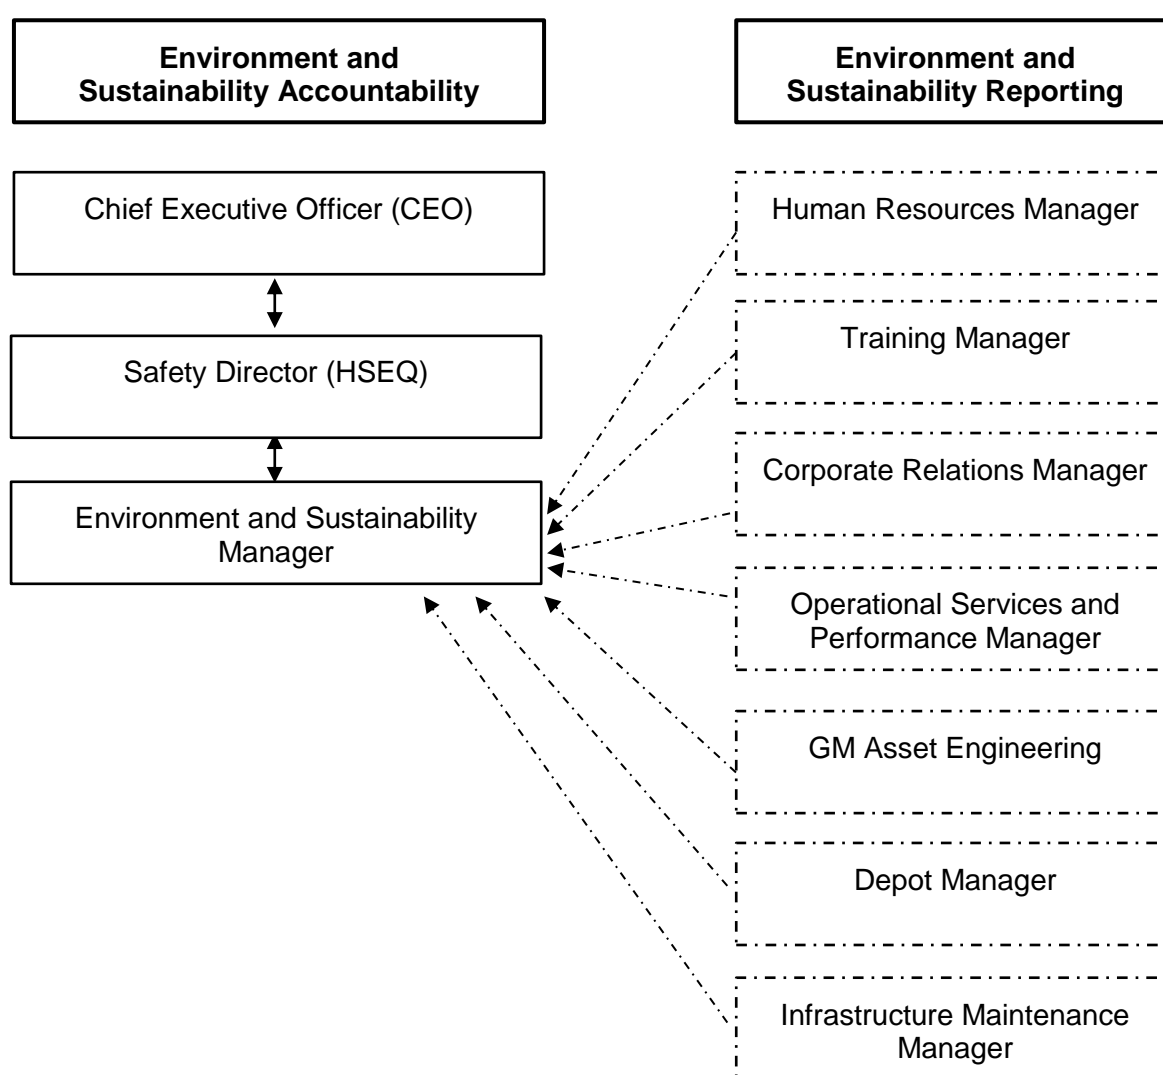 Environment and
Sustainability Accountability
Environment and
Sustainability Reporting
Chief Executive Officer (CEO)
Safety Director (HSEQ)
Environment and Sustainability
Manager
Human Resources Manager
Training Manager
Corporate Relations Manager
Operational Services and
Performance Manager
GM Asset Engineering
Depot Manager
Infrastructure Maintenance
Manager